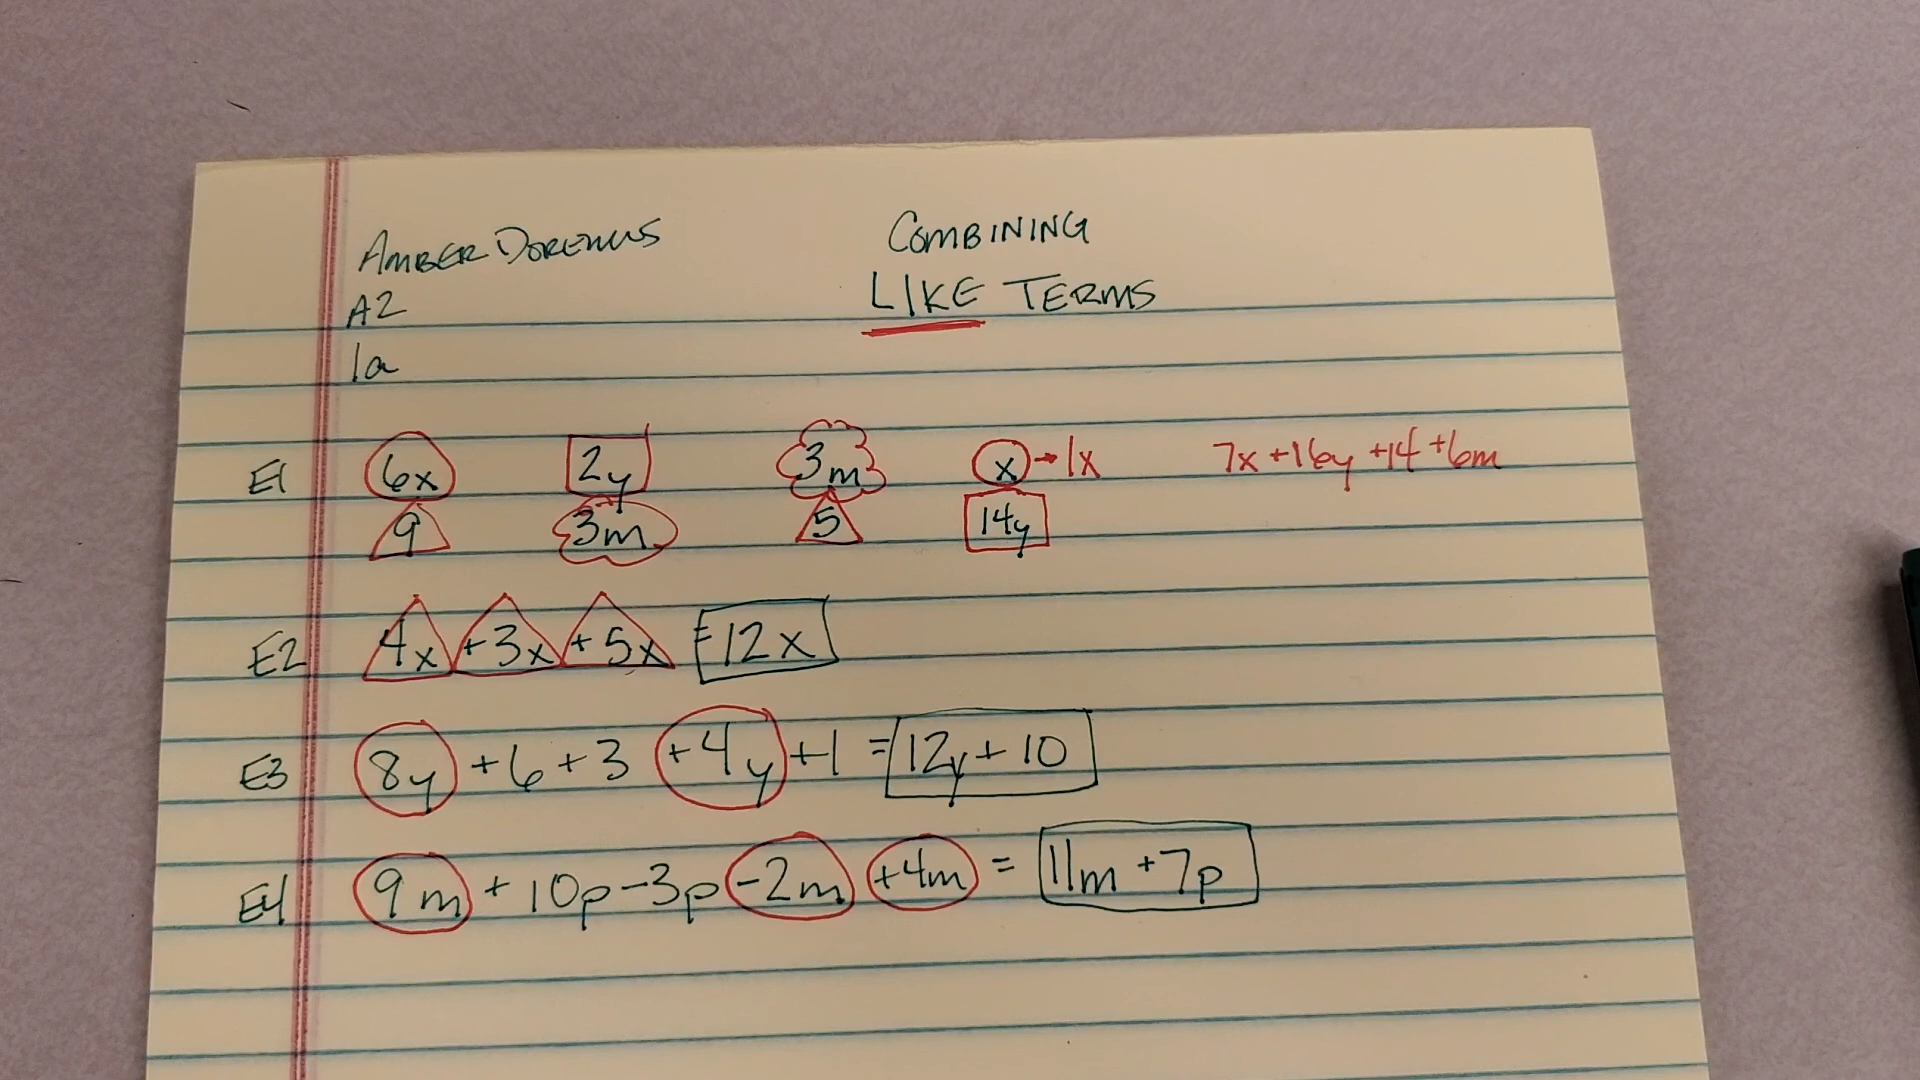 AMBER DOREMUS
COMBINING
LIKE TERMS
A2
1a
E1 6x 2y 3m x → 1x 7x + 16y + 14 + 6m
9 3m 5 14y
E2 4x + 3x + 5x = 12x
E3 8y + 6 + 3 + 4y + 1 = 12y + 10
E4 9m + 10p - 3p - 2m + 4m = 11m + 7p